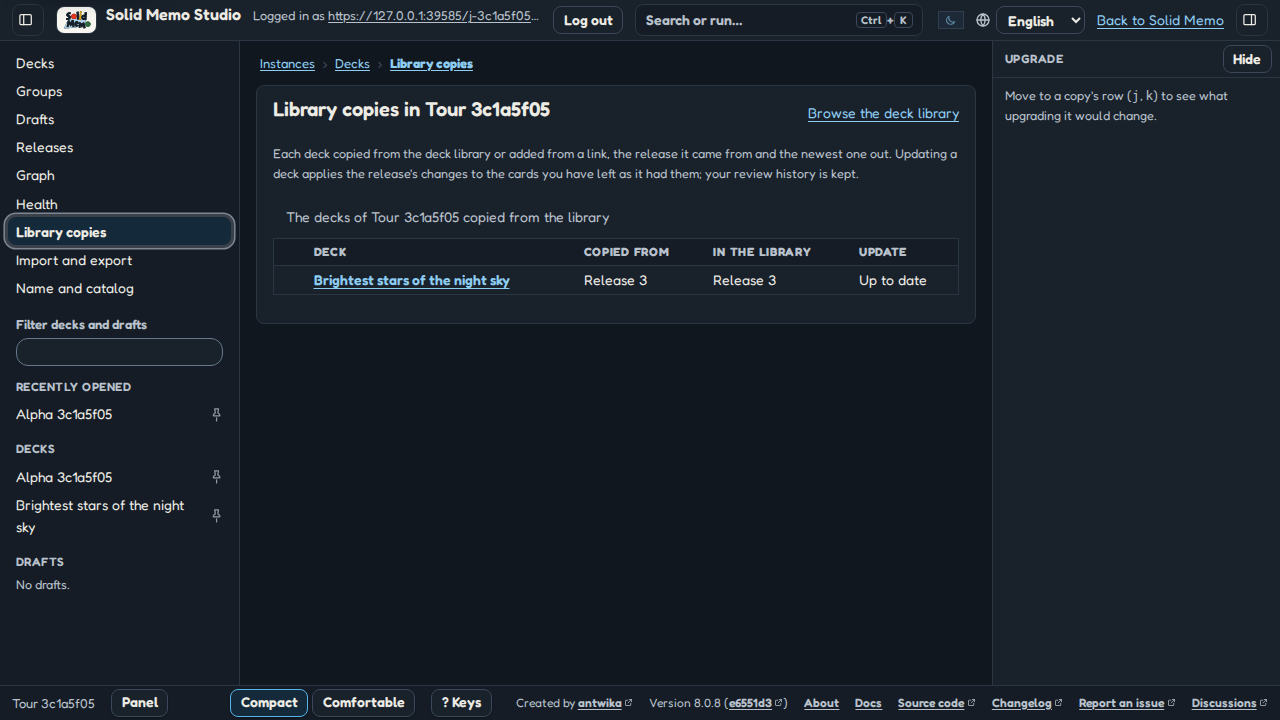 Solid Memo Studio
Logged in as https://127.0.0.1:39585/j-3c1a5f05…
Log out
Search or run...
Ctrl + K
English
Back to Solid Memo
Decks
Groups
Drafts
Releases
Graph
Health
Library copies
Import and export
Name and catalog
Filter decks and drafts
RECENTLY OPENED
Alpha 3c1a5f05
DECKS
Alpha 3c1a5f05
Brightest stars of the night
sky
DRAFTS
No drafts.
Instances › Decks › Library copies
Library copies in Tour 3c1a5f05
Browse the deck library
Each deck copied from the deck library or added from a link, the release it came from and the newest one out. Updating a
deck applies the release's changes to the cards you have left as it had them; your review history is kept.
The decks of Tour 3c1a5f05 copied from the library
DECK COPIED FROM IN THE LIBRARY UPDATE
Brightest stars of the night sky Release 3 Release 3 Up to date
UPGRADE
Hide
Move to a copy's row (j, k) to see what
upgrading it would change.
Tour 3c1a5f05
Panel
Compact
Comfortable
? Keys
Created by antwika
Version 8.0.8 (e6551d3)
About
Docs
Source code
Changelog
Report an issue
Discussions